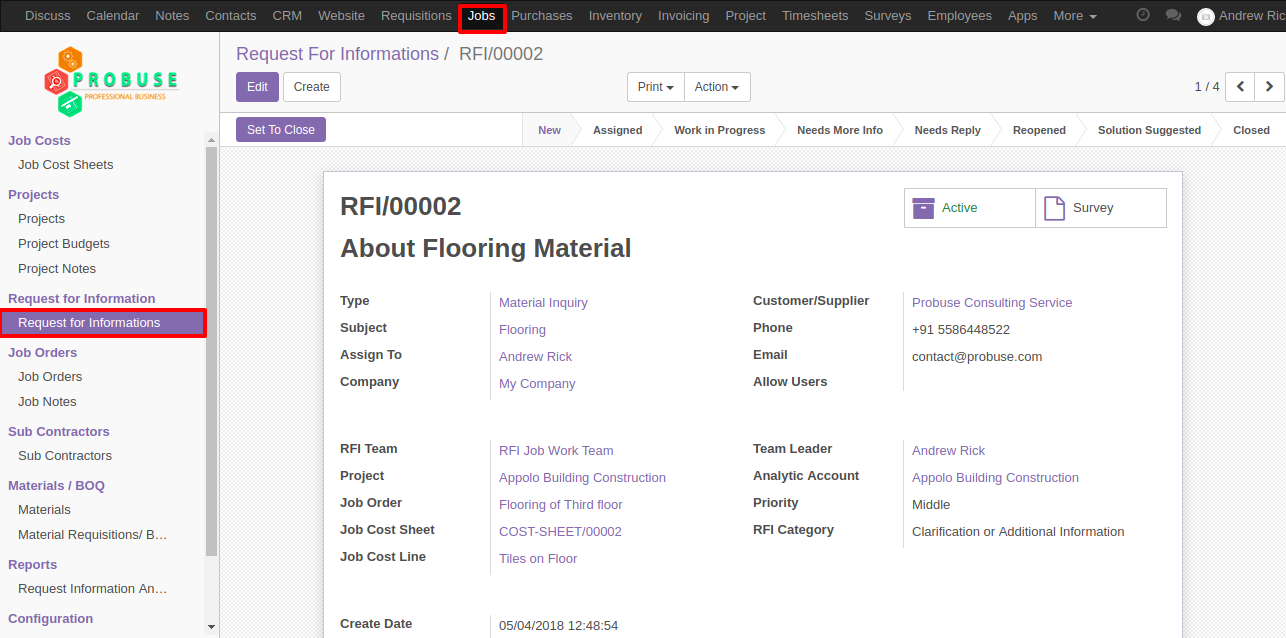 Discuss Calendar Notes Contacts CRM Website Requisitions Jobs Purchases Inventory Invoicing Project Timesheets Surveys Employees Apps More Andrew Ric
PROBUSE
PROFESSIONAL BUSINESS
Job Costs
Job Cost Sheets
Projects
Projects
Project Budgets
Project Notes
Request for Information
Request for Informations
Job Orders
Job Orders
Job Notes
Sub Contractors
Sub Contractors
Materials / BOQ
Materials
Material Requisitions/ B…
Reports
Request Information An…
Configuration
Request For Informations / RFI/00002
Edit Create Print Action 1 / 4
Set To Close New Assigned Work in Progress Needs More Info Needs Reply Reopened Solution Suggested Closed
RFI/00002
Active Survey
About Flooring Material
Type Material Inquiry Customer/Supplier Probuse Consulting Service
Subject Flooring Phone +91 5586448522
Assign To Andrew Rick Email contact@probuse.com
Company My Company Allow Users
RFI Team RFI Job Work Team Team Leader Andrew Rick
Project Appolo Building Construction Analytic Account Appolo Building Construction
Job Order Flooring of Third floor Priority Middle
Job Cost Sheet COST-SHEET/00002 RFI Category Clarification or Additional Information
Job Cost Line Tiles on Floor
Create Date 05/04/2018 12:48:54